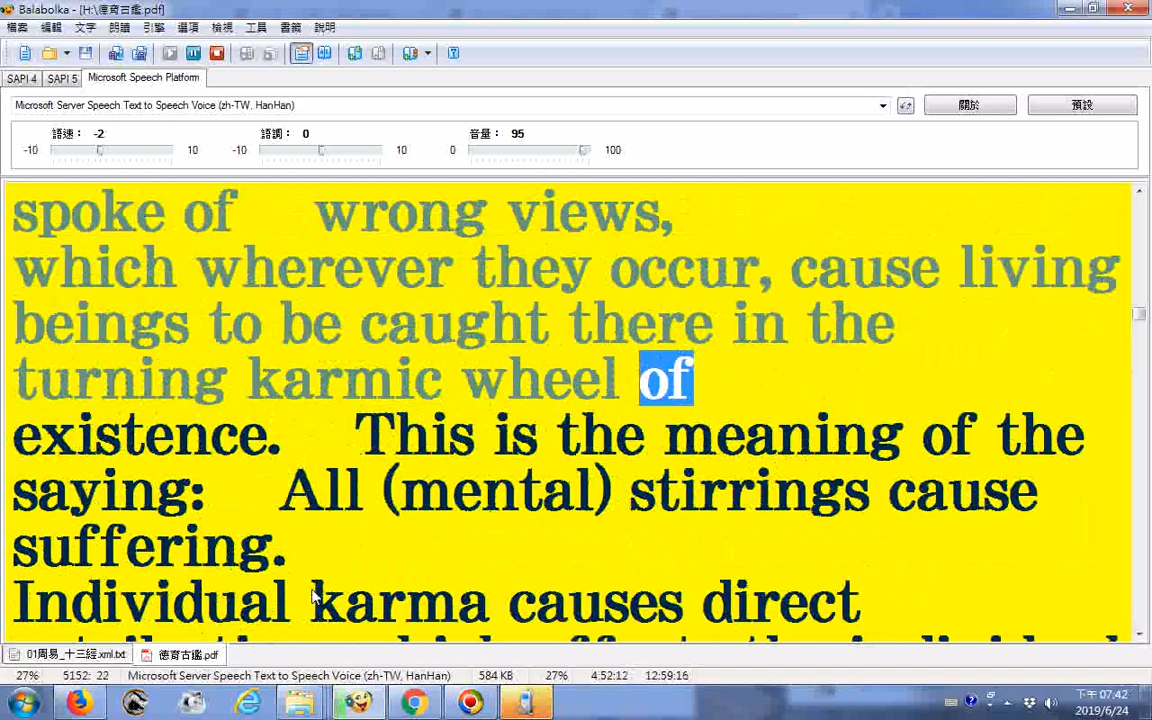 Balabolka - [H:\德育古鑑.pdf]
檔案 編輯 文字 朗讀 引擎 選項 檢視 工具 書籤 說明
SAPI 4 SAPI 5 Microsoft Speech Platform
Microsoft Server Speech Text to Speech Voice (zh-TW, HanHan) 關於 預設
語速： -2 語調： 0 音量： 95
-10 10 -10 10 0 100
spoke of wrong views,
which wherever they occur, cause living
beings to be caught there in the
turning karmic wheel of
existence. This is the meaning of the
saying: All (mental) stirrings cause
suffering.
Individual karma causes direct
01周易_十三經.xml.txt 德育古鑑.pdf
27% 5152: 22 Microsoft Server Speech Text to Speech Voice (zh-TW, HanHan) 584 KB 27% 4:52:12 12:59:16
下午 07:42
2019/6/24